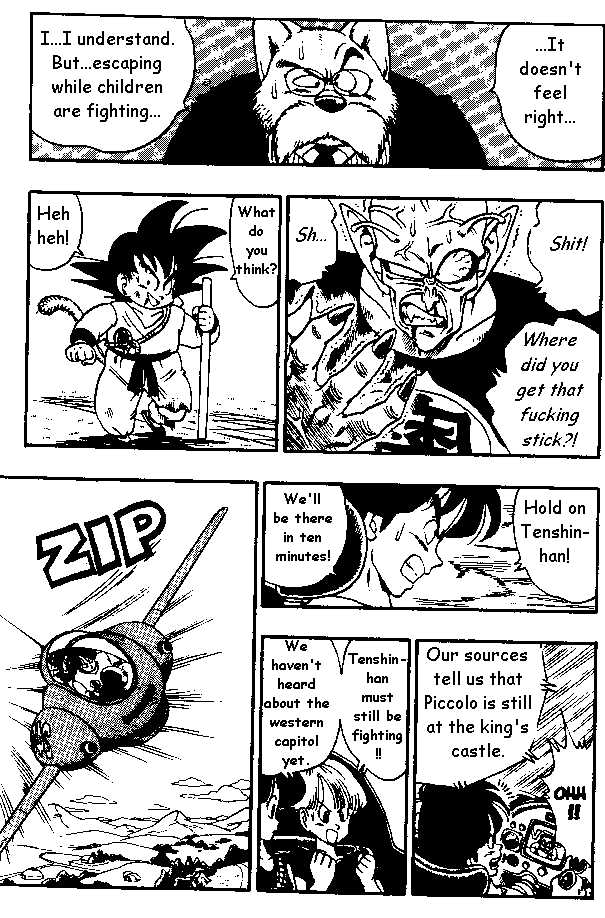 I...I understand.
But...escaping
while children
are fighting...
...It
doesn't
feel
right...
Heh
heh!
What
do
you
think?
Sh...
Shit!
Where
did you
get that
fucking
stick?!
ZIP
We'll
be there
in ten
minutes!
Hold on
Tenshin-
han!
We
haven't
heard
about the
western
capitol
yet.
Tenshin-
han
must
still be
fighting
!!
Our sources
tell us that
Piccolo is still
at the king's
castle.
OHH
!!